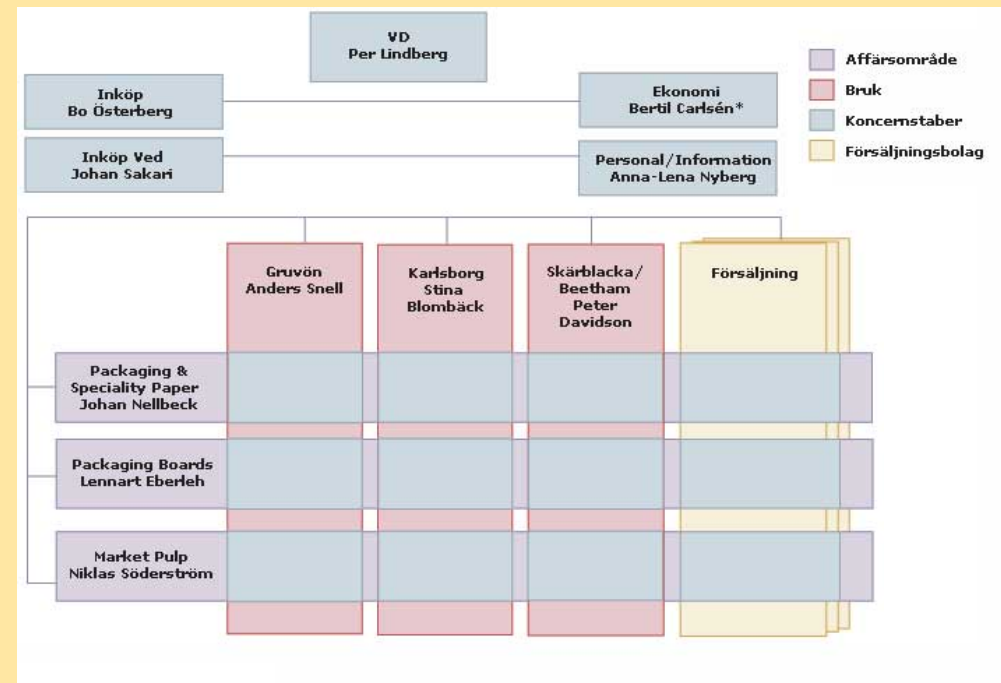 VD
Per Lindberg
Inköp
Bo Österberg
Ekonomi
Bertil Carlsén*
Inköp Ved
Johan Sakari
Personal/Information
Anna-Lena Nyberg
Affärsområde
Bruk
Koncernstaber
Försäljningsbolag
Gruvön
Anders Snell
Karlsborg
Stina
Blombäck
Skärblacka/
Beetham
Peter
Davidson
Försäljning
Packaging &
Speciality Paper
Johan Nellbeck
Packaging Boards
Lennart Eberleh
Market Pulp
Niklas Söderström